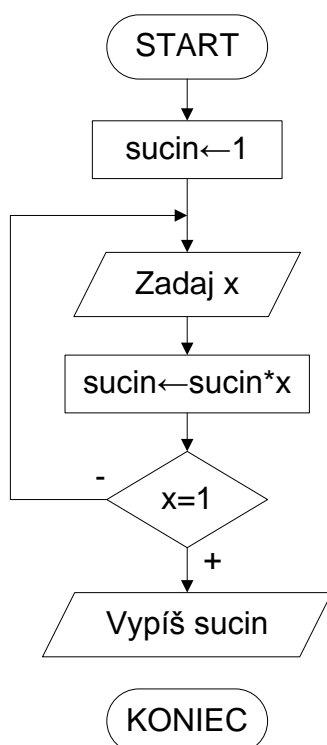 START
sucin←1
Zadaj x
sucin←sucin*x
x=1
-
+
Vypíš sucin
KONIEC